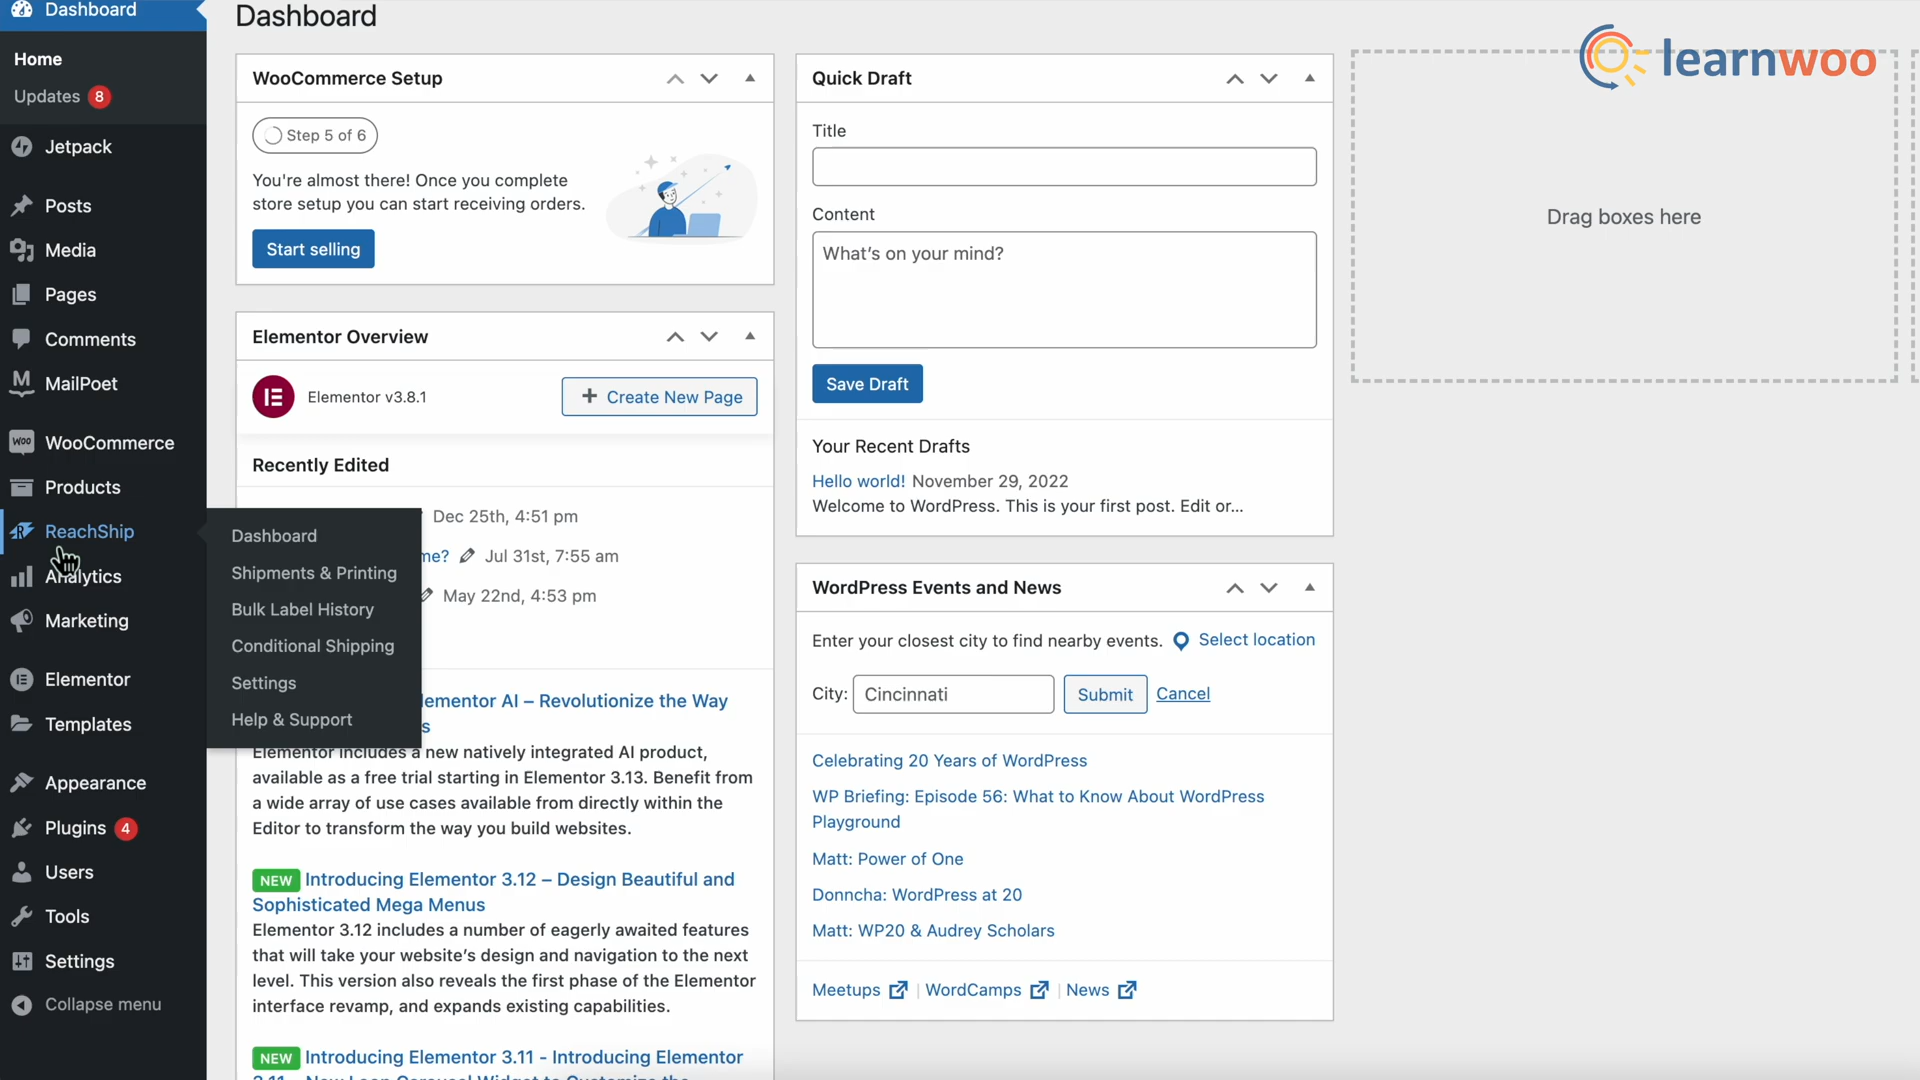 Dashboard
Home
Updates 8
Jetpack
Posts
Media
Pages
Comments
MailPoet
WooCommerce
Products
ReachShip
Analytics
Marketing
Elementor
Templates
Appearance
Plugins 4
Users
Tools
Settings
Collapse menu
Dashboard
Shipments & Printing
Bulk Label History
Conditional Shipping
Settings
Help & Support
Dashboard
WooCommerce Setup
Step 5 of 6
You're almost there! Once you complete
store setup you can start receiving orders.
Start selling
Elementor Overview
Elementor v3.8.1
+ Create New Page
Recently Edited
Dec 25th, 4:51 pm
me? Jul 31st, 7:55 am
May 22nd, 4:53 pm
Elementor AI – Revolutionize the Way
s
Elementor includes a new natively integrated AI product,
available as a free trial starting in Elementor 3.13. Benefit from
a wide array of use cases available from directly within the
Editor to transform the way you build websites.
NEW Introducing Elementor 3.12 – Design Beautiful and
Sophisticated Mega Menus
Elementor 3.12 includes a number of eagerly awaited features
that will take your website's design and navigation to the next
level. This version also reveals the first phase of the Elementor
interface revamp, and expands existing capabilities.
NEW Introducing Elementor 3.11 - Introducing Elementor
3.11 – New Loop Carousel Widget to Customize the
Quick Draft
Title
Content
What's on your mind?
Save Draft
Your Recent Drafts
Hello world! November 29, 2022
Welcome to WordPress. This is your first post. Edit or...
WordPress Events and News
Enter your closest city to find nearby events. Select location
City: Cincinnati Submit Cancel
Celebrating 20 Years of WordPress
WP Briefing: Episode 56: What to Know About WordPress
Playground
Matt: Power of One
Donncha: WordPress at 20
Matt: WP20 & Audrey Scholars
Meetups | WordCamps | News
Drag boxes here
learnwoo